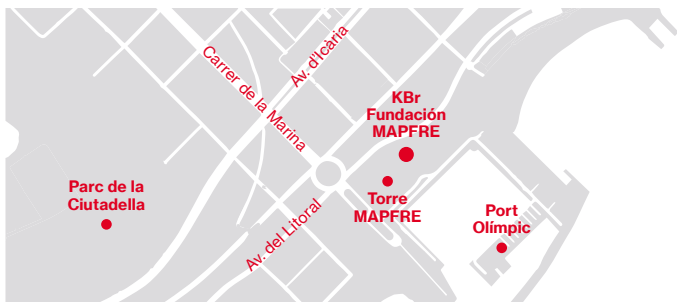 Carrer de la Marina
Av. d'Icària
KBr
Fundación
MAPFRE
Parc de la
Ciutadella
Torre
MAPFRE
Av. del Litoral
Port
Olímpic